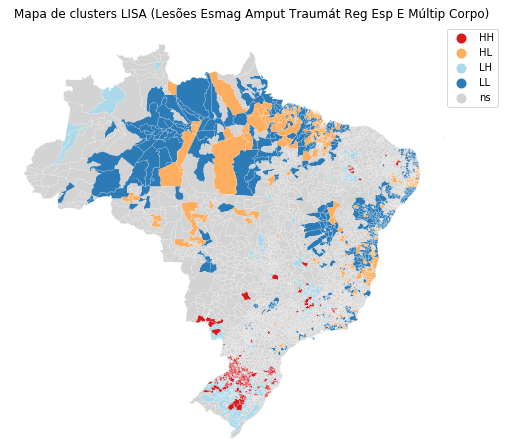 Mapa de clusters LISA (Lesões Esmag Amput Traumát Reg Esp E Múltip Corpo)
HH
HL
LH
LL
ns